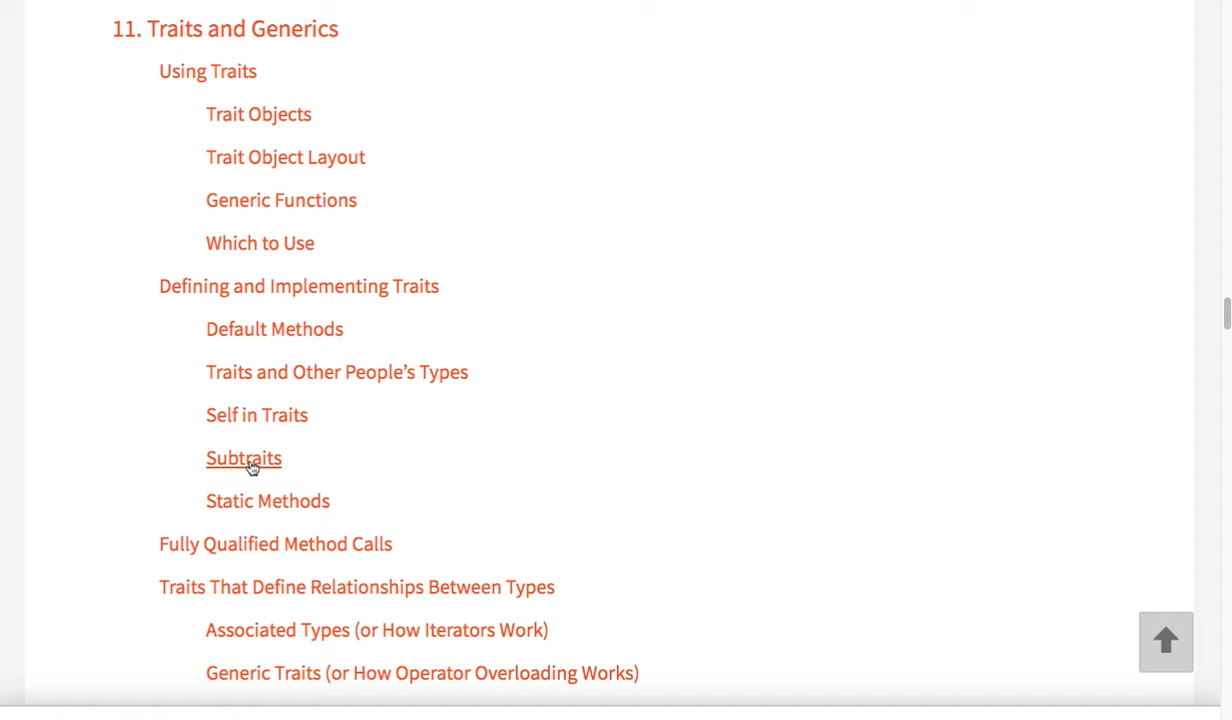 11. Traits and Generics
Using Traits
Trait Objects
Trait Object Layout
Generic Functions
Which to Use
Defining and Implementing Traits
Default Methods
Traits and Other People’s Types
Self in Traits
Subtraits
Static Methods
Fully Qualified Method Calls
Traits That Define Relationships Between Types
Associated Types (or How Iterators Work)
Generic Traits (or How Operator Overloading Works)